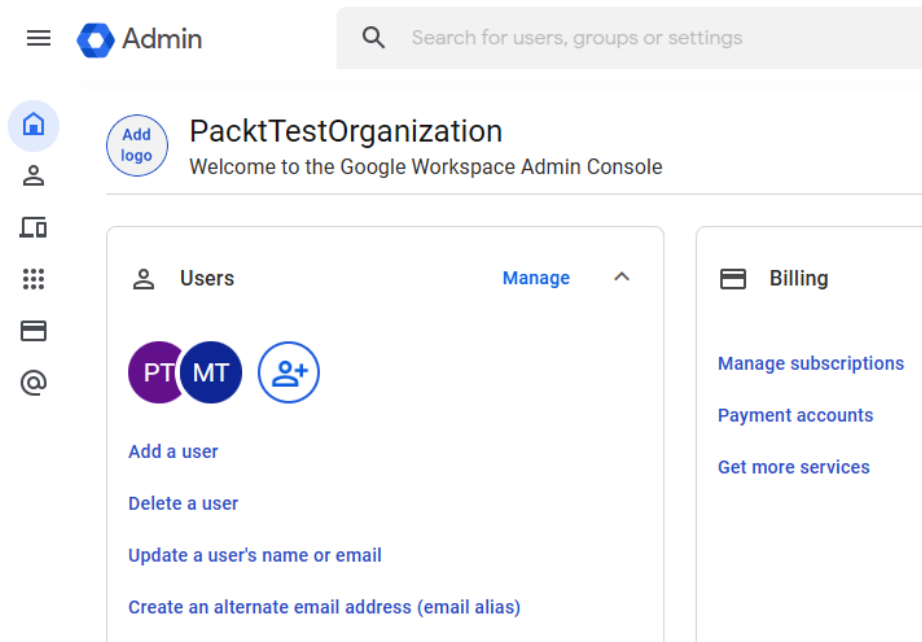 Admin
Search for users, groups or settings
Add
logo
PacktTestOrganization
Welcome to the Google Workspace Admin Console
Users
Manage
PT
MT
Add a user
Delete a user
Update a user's name or email
Create an alternate email address (email alias)
Billing
Manage subscriptions
Payment accounts
Get more services